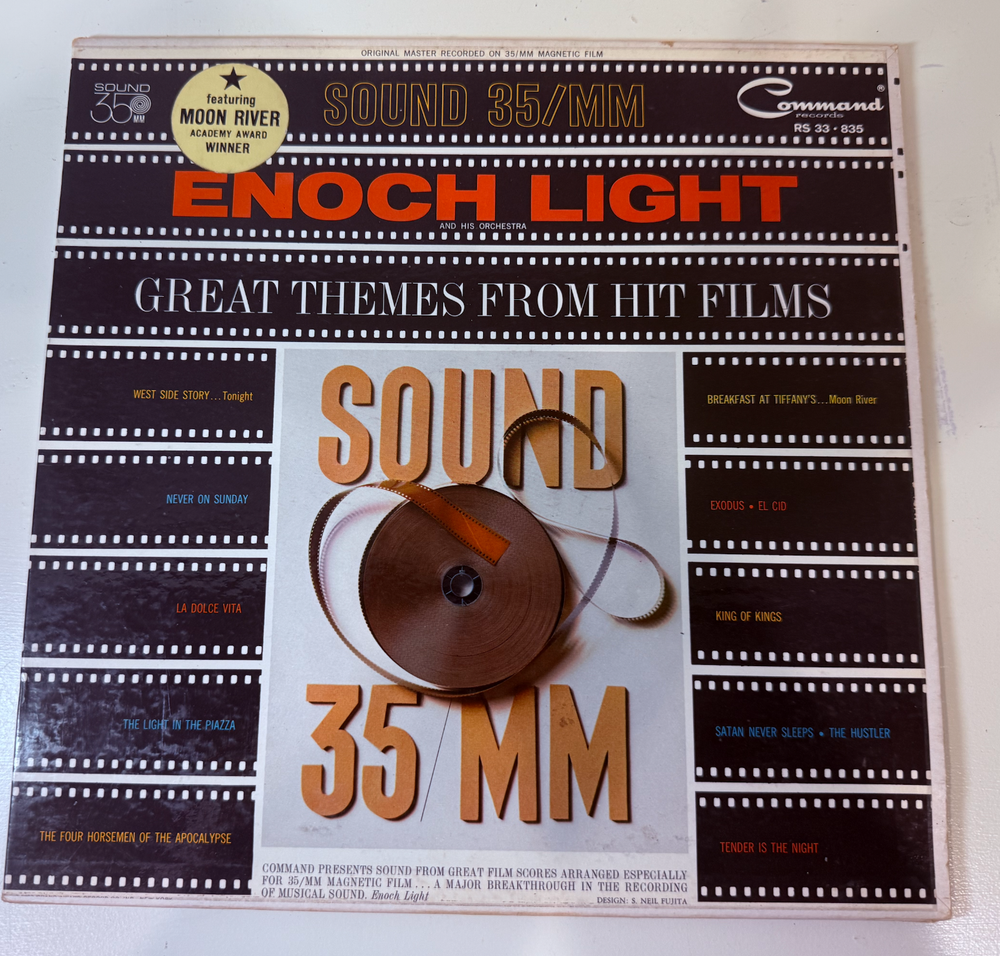 ORIGINAL MASTER RECORDED ON 35/MM MAGNETIC FILM
SOUND
35
MM
featuring
MOON RIVER
ACADEMY AWARD
WINNER
SOUND 35/MM
Command®
records
RS 33 • 835
ENOCH LIGHT
AND HIS ORCHESTRA
GREAT THEMES FROM HIT FILMS
WEST SIDE STORY...Tonight
NEVER ON SUNDAY
LA DOLCE VITA
THE LIGHT IN THE PIAZZA
THE FOUR HORSEMEN OF THE APOCALYPSE
SOUND
35/MM
BREAKFAST AT TIFFANY'S...Moon River
EXODUS • EL CID
KING OF KINGS
SATAN NEVER SLEEPS • THE HUSTLER
TENDER IS THE NIGHT
COMMAND PRESENTS SOUND FROM GREAT FILM SCORES ARRANGED ESPECIALLY
FOR 35/MM MAGNETIC FILM...A MAJOR BREAKTHROUGH IN THE RECORDING
OF MUSICAL SOUND. Enoch Light
DESIGN: S. NEIL FUJITA